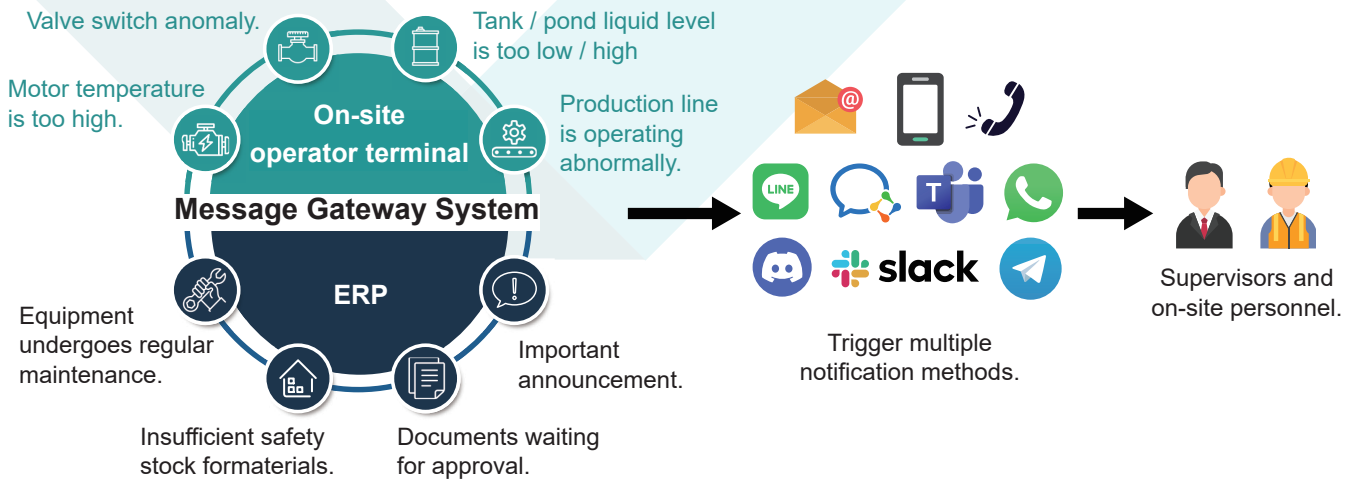 Valve switch anomaly.
Tank / pond liquid level
is too low / high
Motor temperature
is too high.
Production line
is operating
abnormally.
On-site
operator terminal
Message Gateway System
ERP
Equipment
undergoes regular
maintenance.
Important
announcement.
Insufficient safety
stock formaterials.
Documents waiting
for approval.
@
LINE
T
slack
Trigger multiple
notification methods.
Supervisors and
on-site personnel.